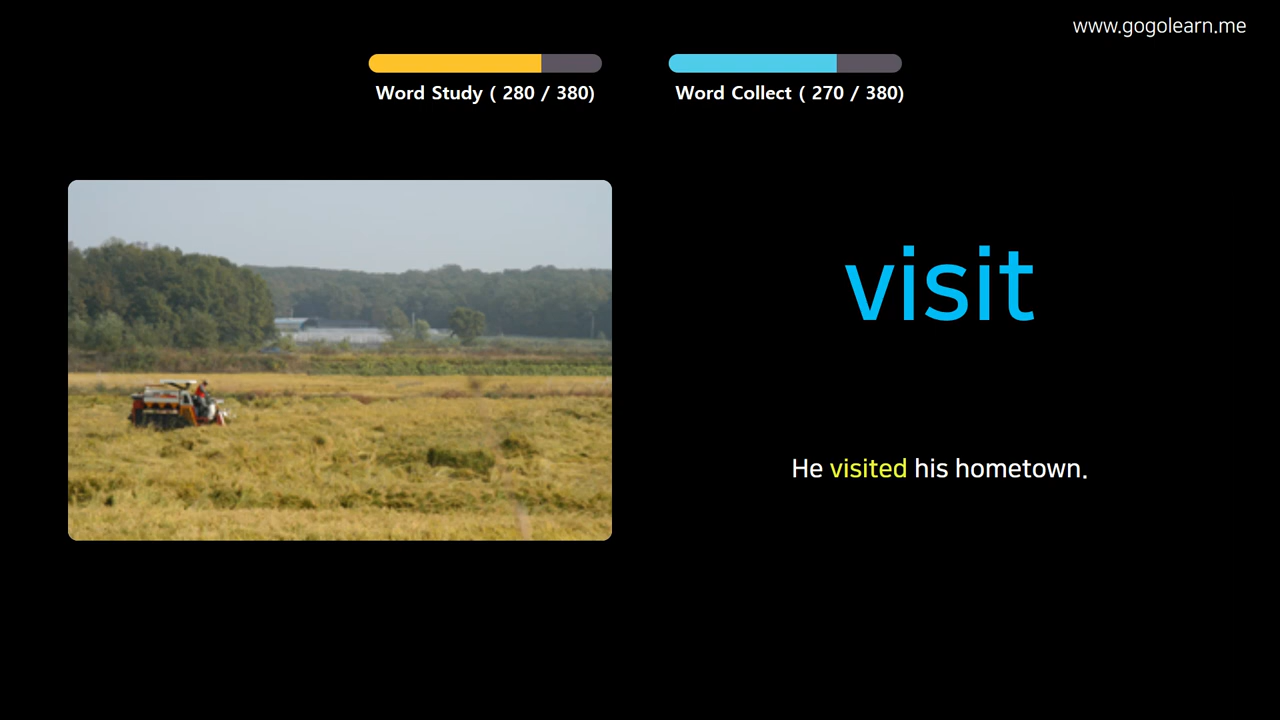 www.gogolearn.me
Word Study ( 280 / 380)
Word Collect ( 270 / 380)
visit
He visited his hometown.